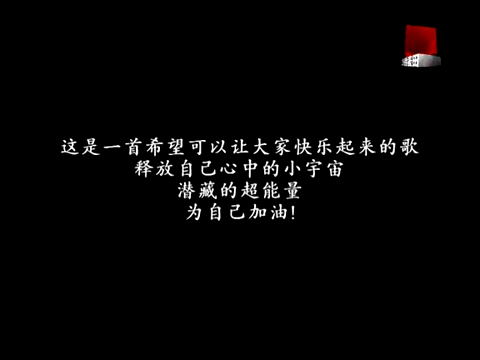 这是一首希望可以让大家快乐起来的歌
释放自己心中的小宇宙
潜藏的超能量
为自己加油!